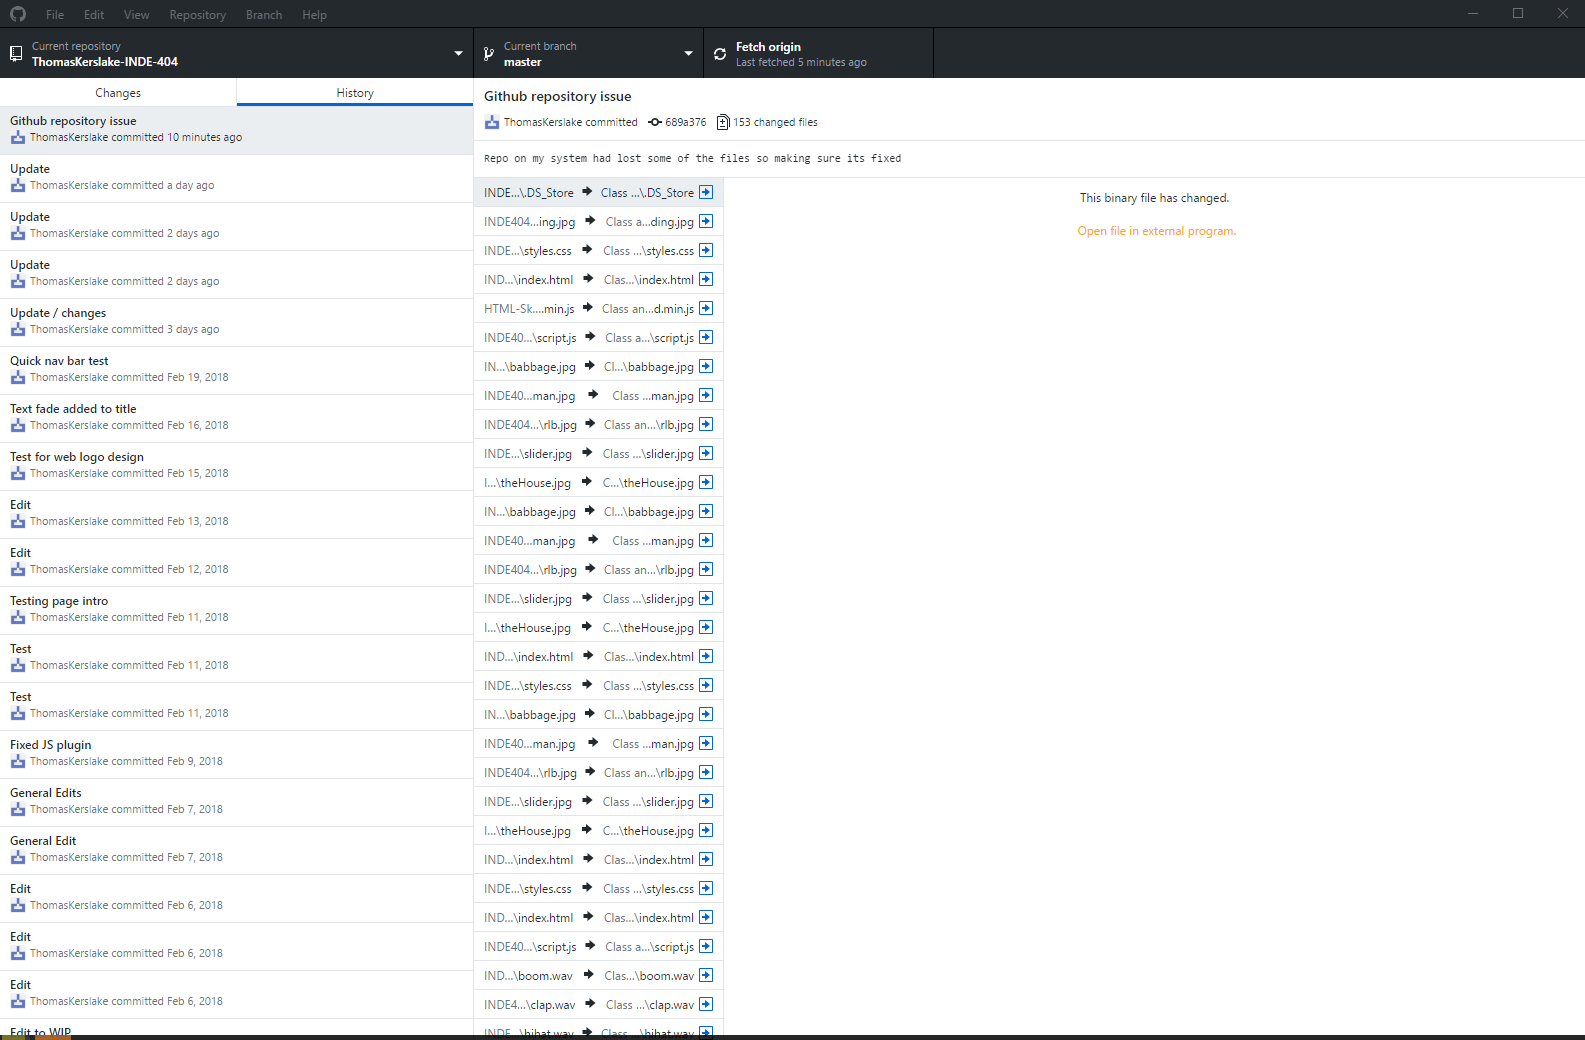 File Edit View Repository Branch Help
Current repository
ThomasKerslake-INDE-404
Current branch
master
Fetch origin
Last fetched 5 minutes ago
Changes
History
Github repository issue
ThomasKerslake committed 10 minutes ago
Update
ThomasKerslake committed a day ago
Update
ThomasKerslake committed 2 days ago
Update
ThomasKerslake committed 2 days ago
Update / changes
ThomasKerslake committed 3 days ago
Quick nav bar test
ThomasKerslake committed Feb 19, 2018
Text fade added to title
ThomasKerslake committed Feb 16, 2018
Test for web logo design
ThomasKerslake committed Feb 15, 2018
Edit
ThomasKerslake committed Feb 13, 2018
Edit
ThomasKerslake committed Feb 12, 2018
Testing page intro
ThomasKerslake committed Feb 11, 2018
Test
ThomasKerslake committed Feb 11, 2018
Test
ThomasKerslake committed Feb 11, 2018
Fixed JS plugin
ThomasKerslake committed Feb 9, 2018
General Edits
ThomasKerslake committed Feb 7, 2018
General Edit
ThomasKerslake committed Feb 7, 2018
Edit
ThomasKerslake committed Feb 6, 2018
Edit
ThomasKerslake committed Feb 6, 2018
Edit
ThomasKerslake committed Feb 6, 2018
Edit to WIP
Github repository issue
ThomasKerslake committed 689a376 153 changed files
Repo on my system had lost some of the files so making sure its fixed
INDE...\.DS_Store Class ...\.DS_Store
INDE404...ing.jpg Class a...ding.jpg
INDE...\styles.css Class ...\styles.css
IND...\index.html Clas...\index.html
HTML-Sk....min.js Class an...d.min.js
INDE40...\script.js Class a...\script.js
IN...\babbage.jpg Cl...\babbage.jpg
INDE40...man.jpg Class ...man.jpg
INDE404...\rlb.jpg Class an...\rlb.jpg
INDE...\slider.jpg Class ...\slider.jpg
I...\theHouse.jpg C...\theHouse.jpg
IN...\babbage.jpg Cl...\babbage.jpg
INDE40...man.jpg Class ...man.jpg
INDE404...\rlb.jpg Class an...\rlb.jpg
INDE...\slider.jpg Class ...\slider.jpg
I...\theHouse.jpg C...\theHouse.jpg
IND...\index.html Clas...\index.html
INDE...\styles.css Class ...\styles.css
IN...\babbage.jpg Cl...\babbage.jpg
INDE40...man.jpg Class ...man.jpg
INDE404...\rlb.jpg Class an...\rlb.jpg
INDE...\slider.jpg Class ...\slider.jpg
I...\theHouse.jpg C...\theHouse.jpg
IND...\index.html Clas...\index.html
INDE...\styles.css Class ...\styles.css
IND...\index.html Clas...\index.html
INDE40...\script.js Class a...\script.js
IND...\boom.wav Clas...\boom.wav
INDE4...\clap.wav Class ...\clap.wav
INDE...\hihat.wav Class ...\hihat.wav
This binary file has changed.
Open file in external program.